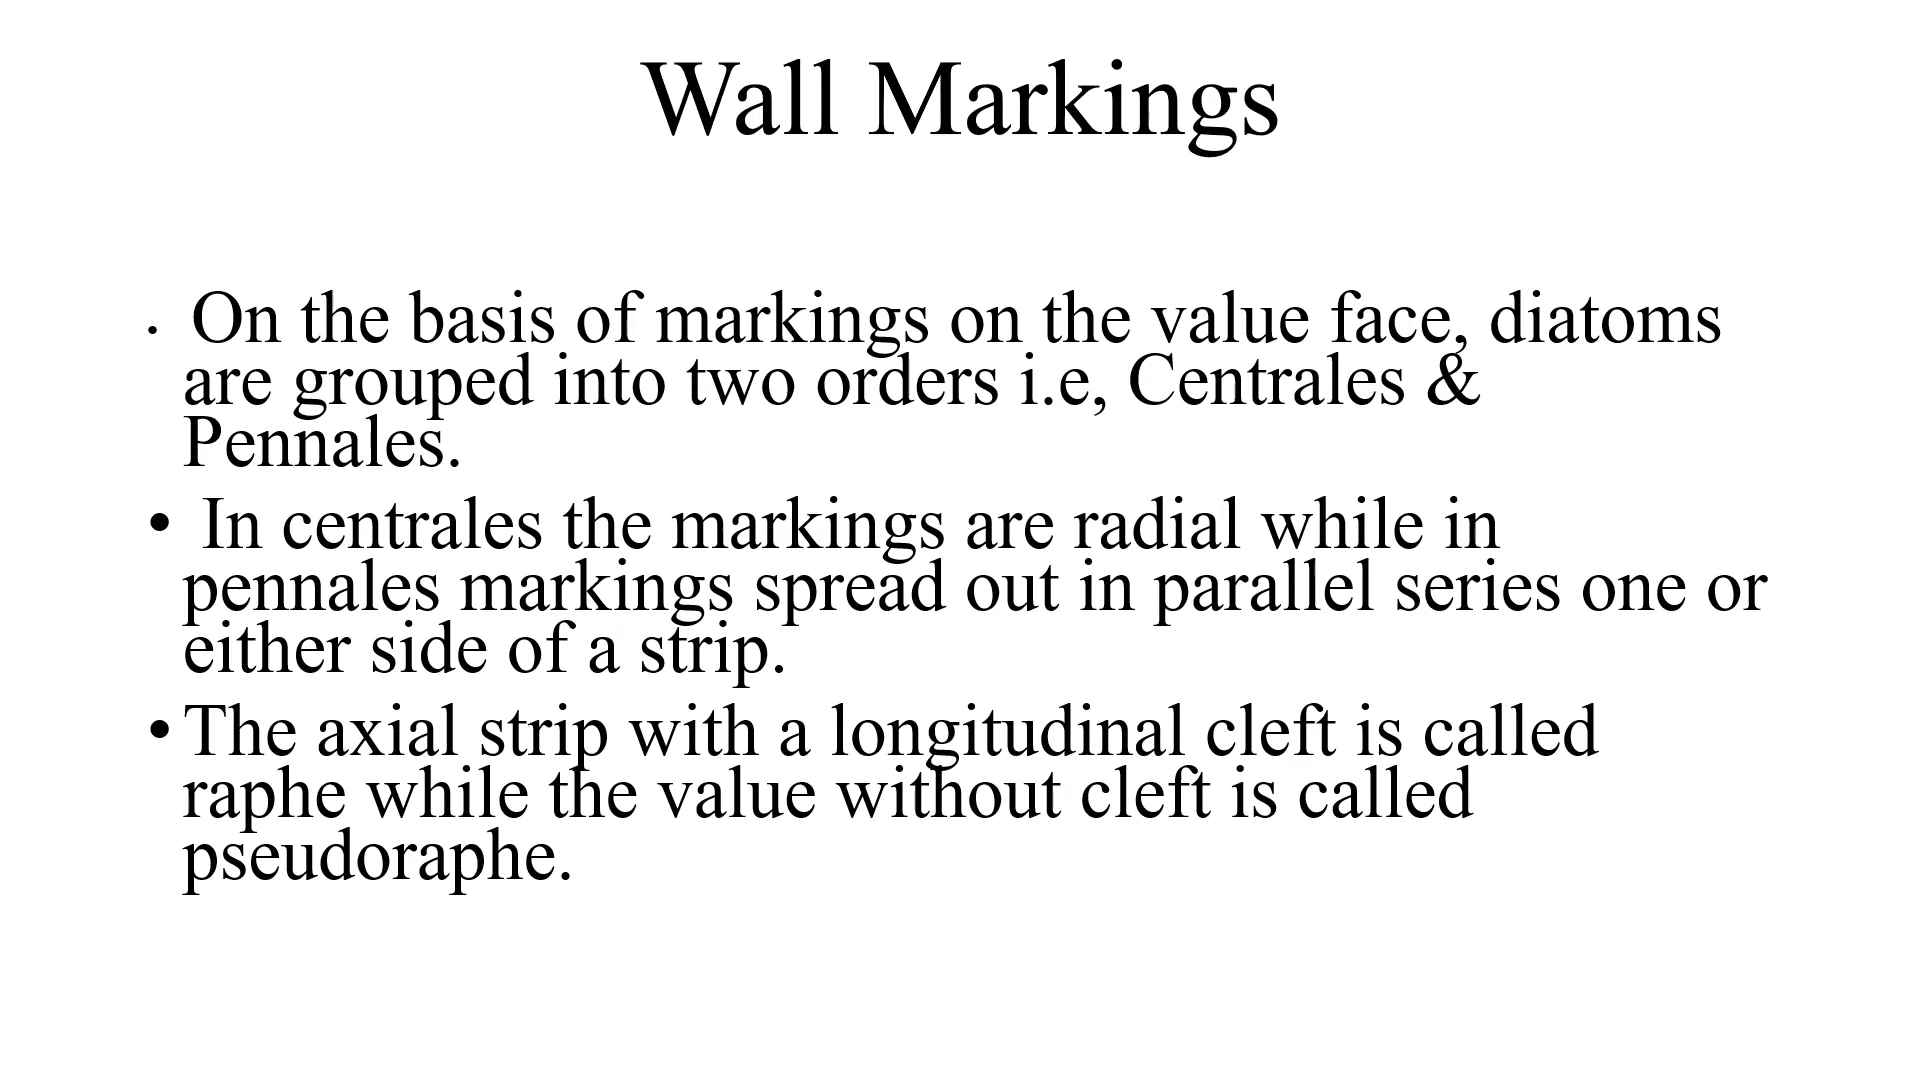 Wall Markings
• On the basis of markings on the value face, diatoms
are grouped into two orders i.e, Centrales &
Pennales.
• In centrales the markings are radial while in
pennales markings spread out in parallel series one or
either side of a strip.
• The axial strip with a longitudinal cleft is called
raphe while the value without cleft is called
pseudoraphe.